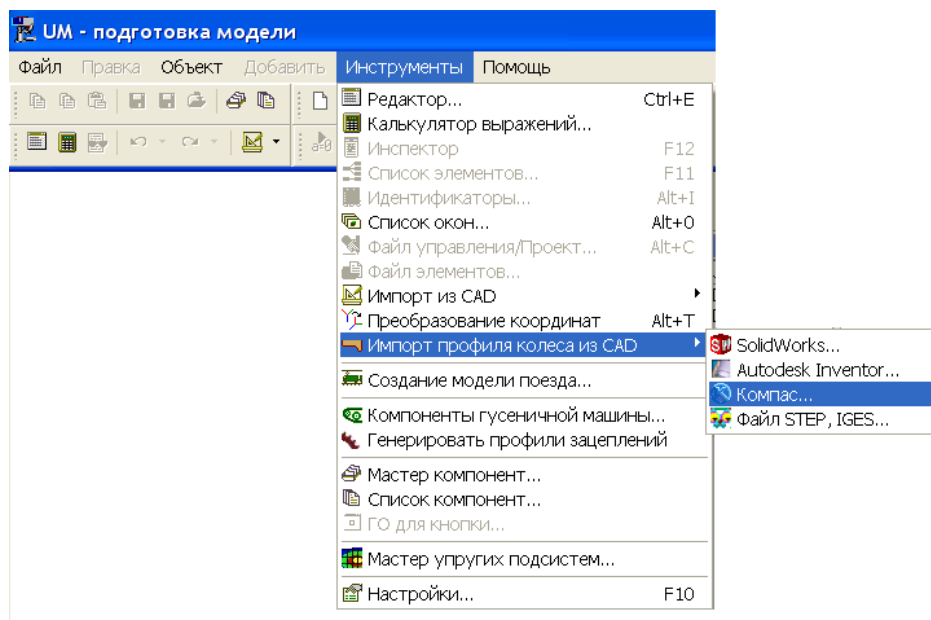 UM - подготовка модели
Файл Правка Объект Добавить Инструменты Помощь
Редактор... Ctrl+E
Калькулятор выражений...
Инспектор F12
Список элементов... F11
Идентификаторы... Alt+I
Список окон... Alt+0
Файл управления/Проект... Alt+C
Файл элементов...
Импорт из CAD
Преобразование координат Alt+T
Импорт профиля колеса из CAD
SolidWorks...
Autodesk Inventor...
Компас...
Файл STEP, IGES...
Создание модели поезда...
Компоненты гусеничной машины...
Генерировать профили зацеплений
Мастер компонент...
Список компонент...
ГО для кнопки...
Мастер упругих подсистем...
Настройки... F10